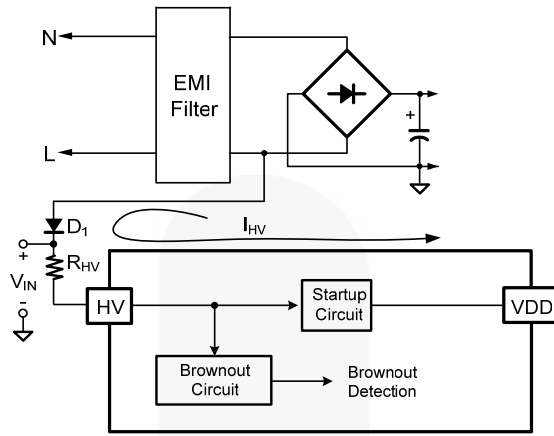 N
EMI
Filter
+
L
D1
IHV
+
RHV
VIN
-
HV
Startup
Circuit
VDD
Brownout
Circuit
Brownout
Detection